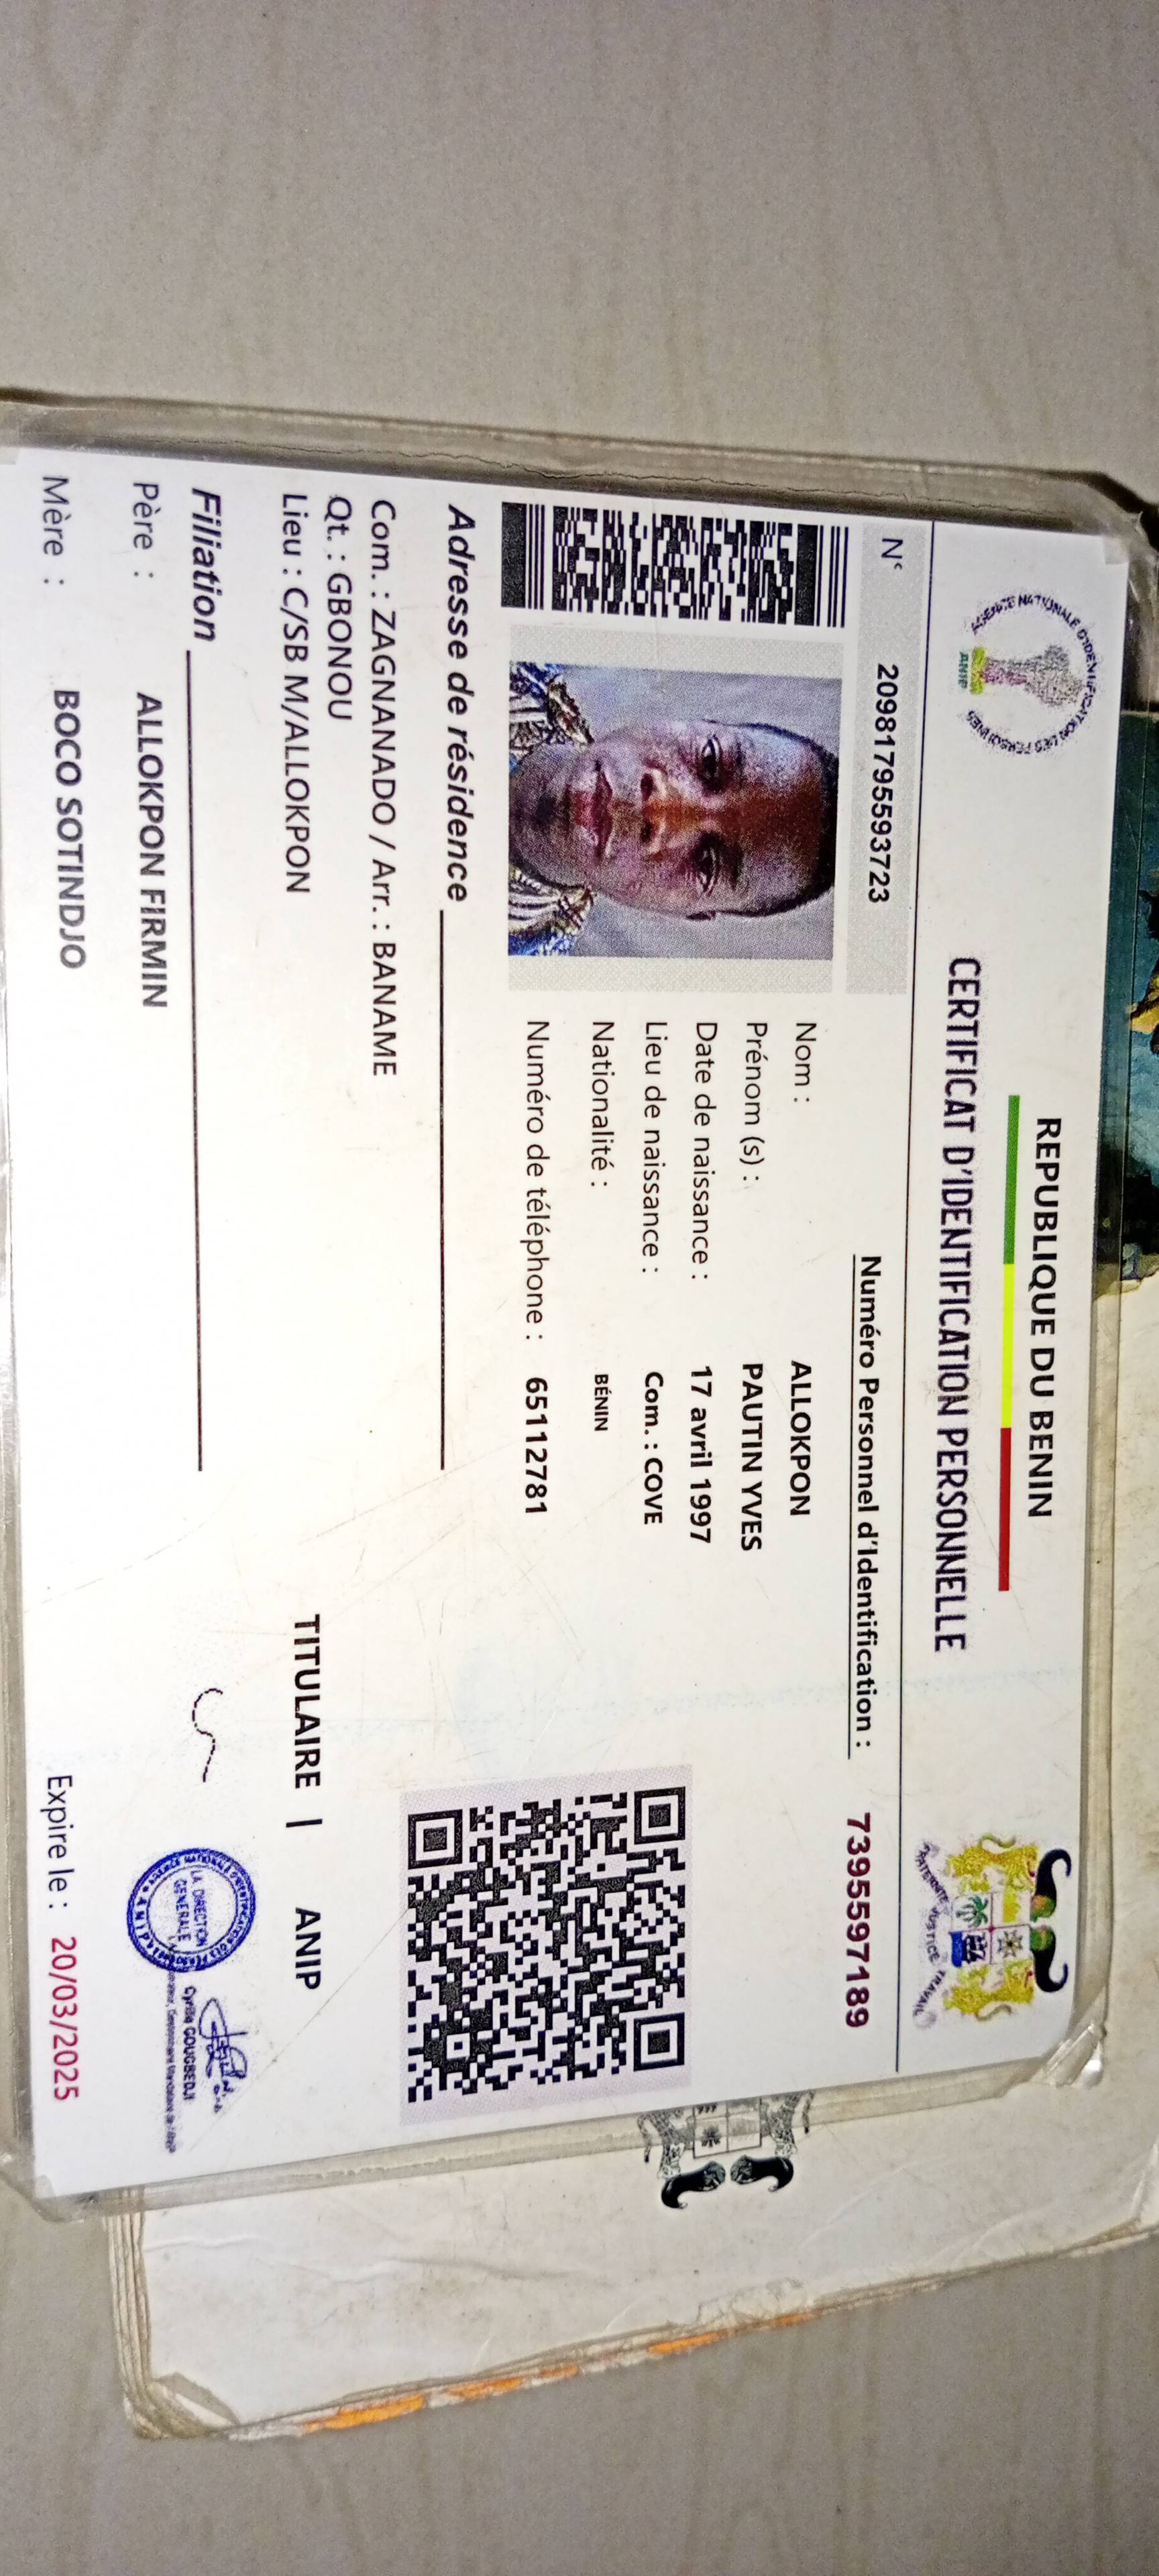 REPUBLIQUE DU BENIN
AGENCE NATIONALE D'IDENTIFICATION DES PERSONNES
ANIP
FRATERNITE JUSTICE TRAVAIL
CERTIFICAT D'IDENTIFICATION PERSONNELLE
N° 20981795593723
Numéro Personnel d'Identification : 7395597189
Nom : ALLOKPON
Prénom (s) : PAUTIN YVES
Date de naissance : 17 avril 1997
Lieu de naissance : Com. : COVE
Nationalité : BÉNIN
Numéro de téléphone : 65112781
Adresse de résidence
Com. : ZAGNANADO / Arr. : BANAME
Qt. : GBONOU
Lieu : C/SB M/ALLOKPON
TITULAIRE | ANIP
Filiation
Père : ALLOKPON FIRMIN
Mère : BOCO SOTINDJO
LA DIRECTION
GENERALE
Cyrille GOUGBEDJI
Expire le : 20/03/2025